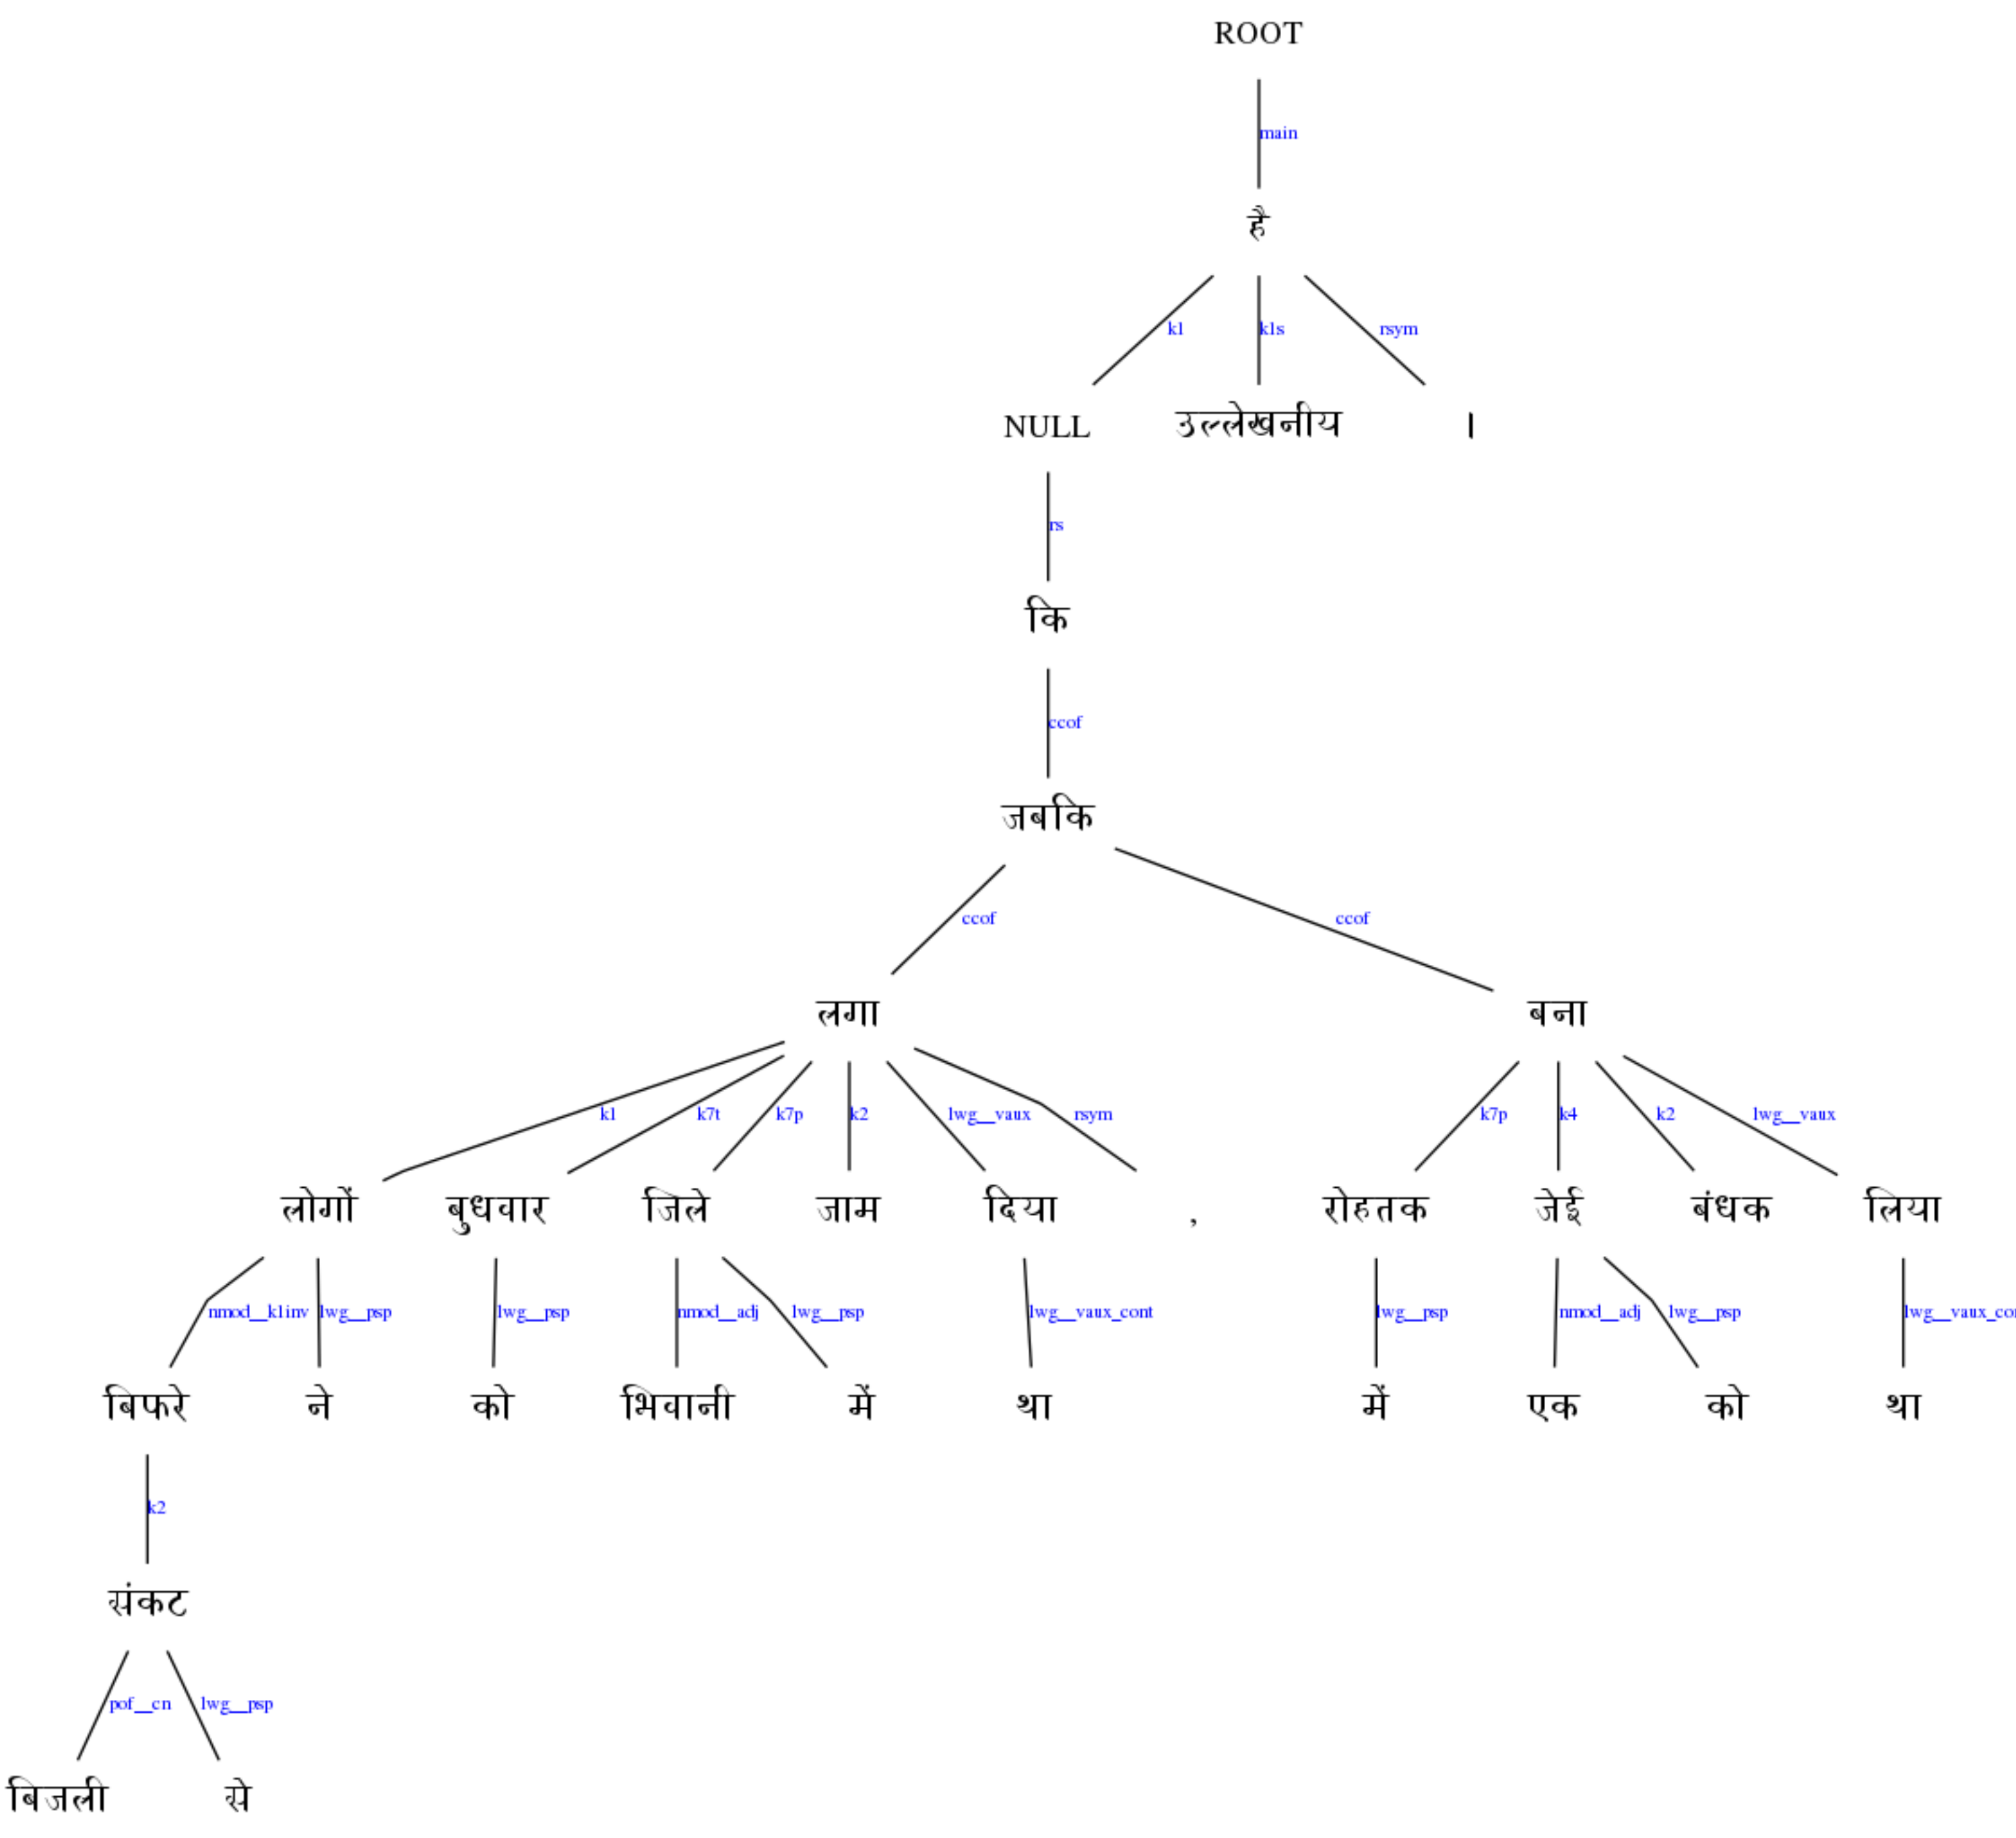 ROOT
main
है
k1 k1s rsym
NULL उल्लेखनीय ।
rs
कि
ccof
जबकि
ccof ccof
लगा बना
k1 k7t k7p k2 lwg__vaux rsym k7p k4 k2 lwg__vaux
लोगों बुधवार जिले जाम दिया , रोहतक जेई बंधक लिया
nmod__k1inv lwg__psp lwg__psp nmod__adj lwg__psp lwg__vaux_cont lwg__psp nmod__adj lwg__psp
बिफरे ने को भिवानी में था में एक को था
k2
संकट
pof__cn lwg__psp
बिजली से